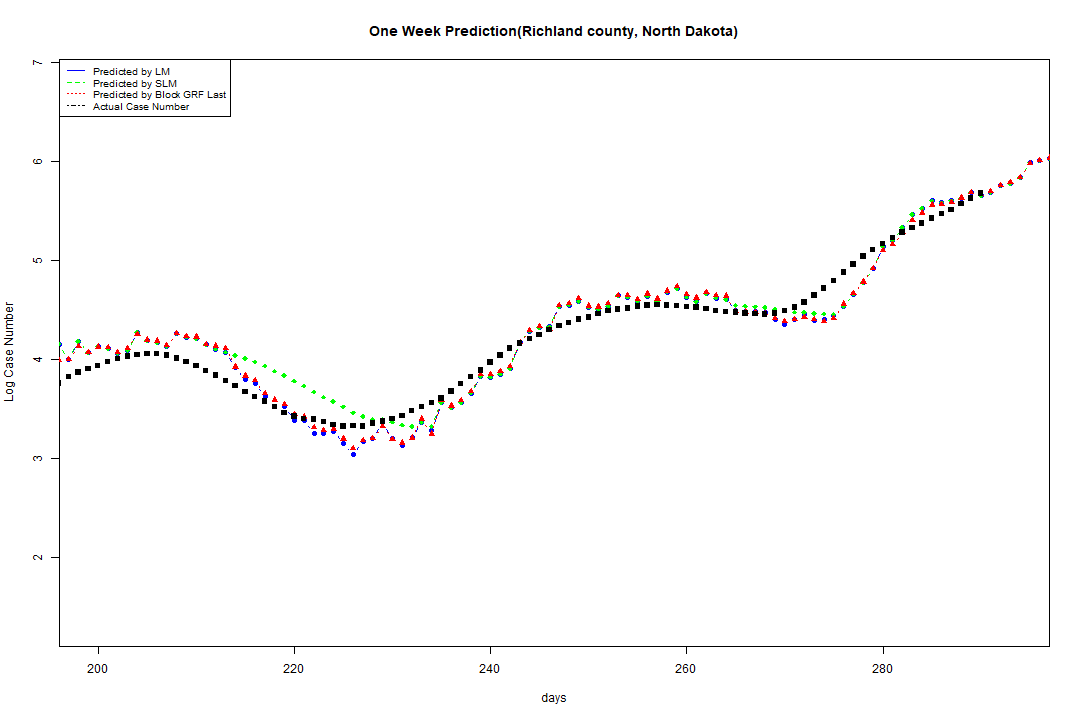 One Week Prediction(Richland county, North Dakota)
Predicted by LM
Predicted by SLM
Predicted by Block GRF Last
Actual Case Number
7
6
5
4
3
2
Log Case Number
200
220
240
260
280
days